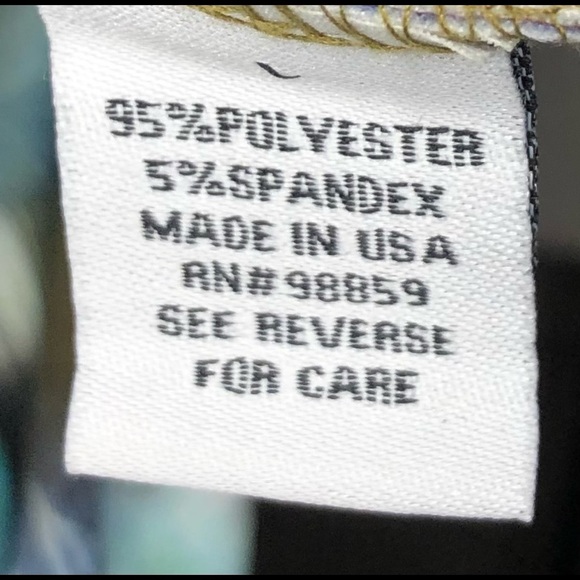 95%POLYESTER
5%SPANDEX
MADE IN USA
RN#98859
SEE REVERSE
FOR CARE